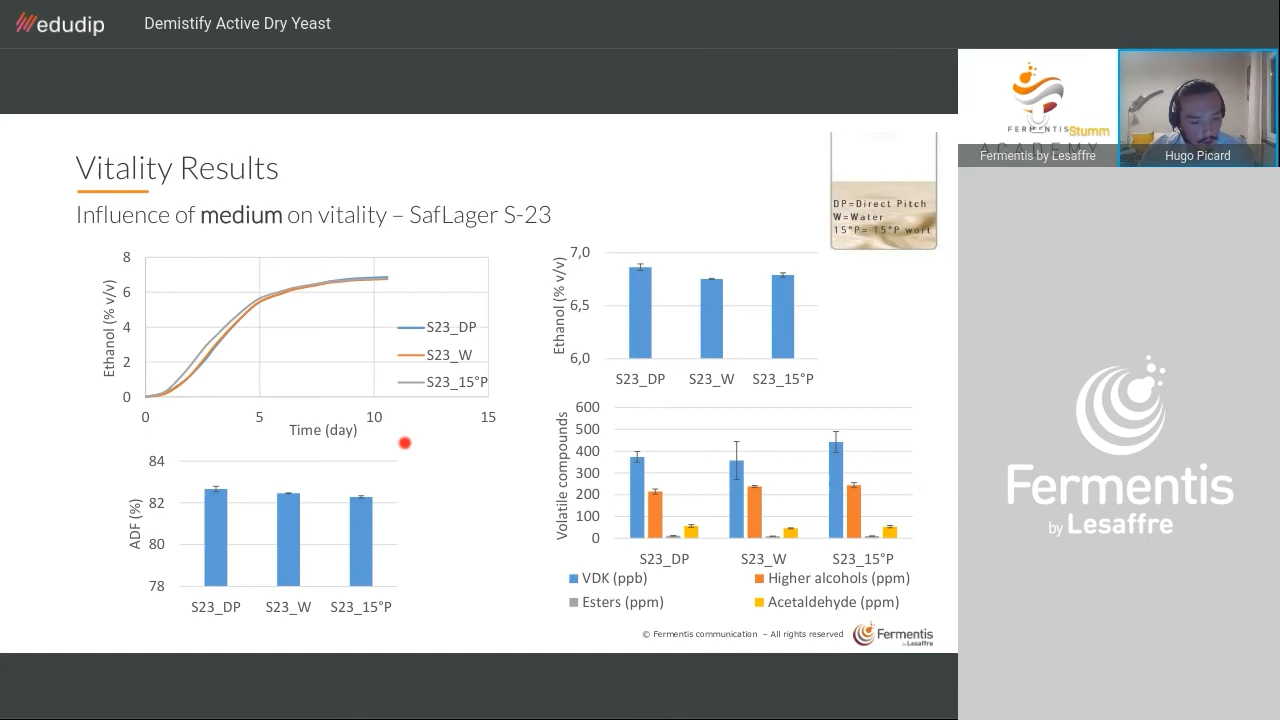 edudip
Demistify Active Dry Yeast
FERMENTIS
Stumm
ACADEMY
Fermentis by Lesaffre
Hugo Picard
Vitality Results
Influence of medium on vitality – SafLager S-23
DP=Direct Pitch
W=Water
15°P= 15°P wort
Ethanol (% v/v)
8
6
4
2
0
0
5
10
15
Time (day)
S23_DP
S23_W
S23_15°P
Ethanol (% v/v)
7,0
6,5
6,0
S23_DP
S23_W
S23_15°P
ADF (%)
84
82
80
78
S23_DP
S23_W
S23_15°P
Volatile compounds
600
500
400
300
200
100
0
S23_DP
S23_W
S23_15°P
VDK (ppb)
Higher alcohols (ppm)
Esters (ppm)
Acetaldehyde (ppm)
© Fermentis communication – All rights reserved
Fermentis
by Lesaffre
Fermentis
by Lesaffre